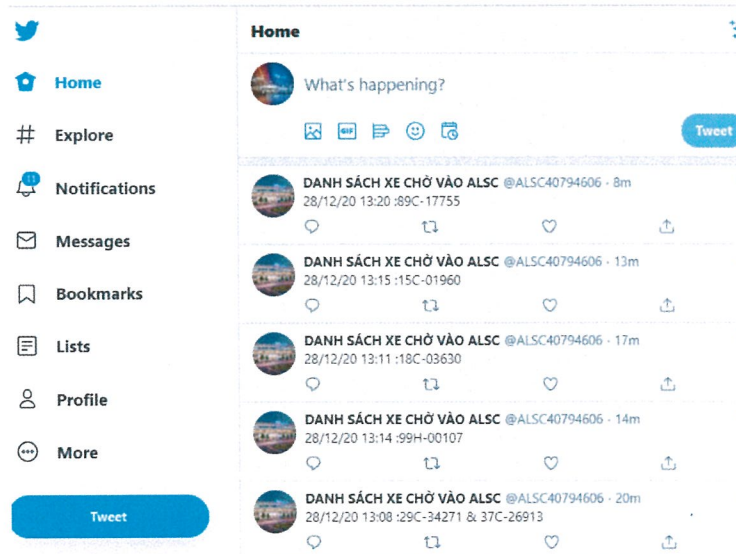 Home
Explore
11
Notifications
Messages
Bookmarks
Lists
Profile
More
Tweet
Home
What's happening?
GIF
Tweet
DANH SÁCH XE CHỜ VÀO ALSC @ALSC40794606 · 8m
28/12/20 13:20 :89C-17755
DANH SÁCH XE CHỜ VÀO ALSC @ALSC40794606 · 13m
28/12/20 13:15 :15C-01960
DANH SÁCH XE CHỜ VÀO ALSC @ALSC40794606 · 17m
28/12/20 13:11 :18C-03630
DANH SÁCH XE CHỜ VÀO ALSC @ALSC40794606 · 14m
28/12/20 13:14 :99H-00107
DANH SÁCH XE CHỜ VÀO ALSC @ALSC40794606 · 20m
28/12/20 13:08 :29C-34271 & 37C-26913